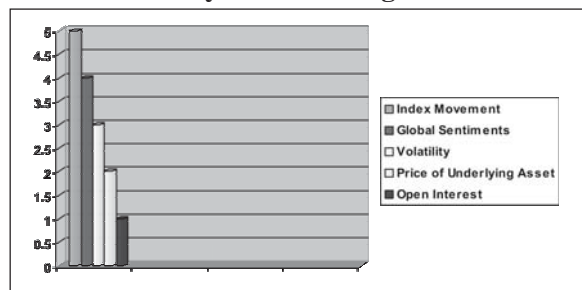 5
4.5
4
3.5
3
2.5
2
1.5
1
0.5
0
Index Movement
Global Sentiments
Volatility
Price of Underlying Asset
Open Interest